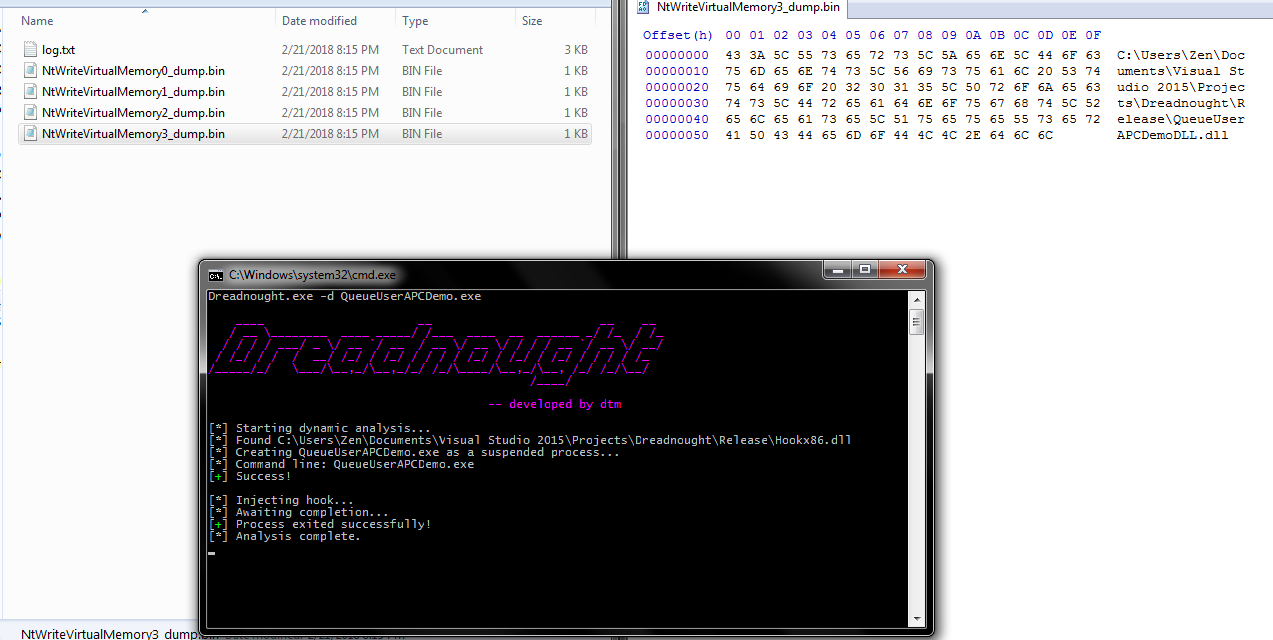 Name Date modified Type Size
log.txt 2/21/2018 8:15 PM Text Document 3 KB
NtWriteVirtualMemory0_dump.bin 2/21/2018 8:15 PM BIN File 1 KB
NtWriteVirtualMemory1_dump.bin 2/21/2018 8:15 PM BIN File 1 KB
NtWriteVirtualMemory2_dump.bin 2/21/2018 8:15 PM BIN File 1 KB
NtWriteVirtualMemory3_dump.bin 2/21/2018 8:15 PM BIN File 1 KB
NtWriteVirtualMemory3_dump.bin
Offset(h) 00 01 02 03 04 05 06 07 08 09 0A 0B 0C 0D 0E 0F
00000000 43 3A 5C 55 73 65 72 73 5C 5A 65 6E 5C 44 6F 63 C:\Users\Zen\Doc
00000010 75 6D 65 6E 74 73 5C 56 69 73 75 61 6C 20 53 74 uments\Visual St
00000020 75 64 69 6F 20 32 30 31 35 5C 50 72 6F 6A 65 63 udio 2015\Projec
00000030 74 73 5C 44 72 65 61 64 6E 6F 75 67 68 74 5C 52 ts\Dreadnought\R
00000040 65 6C 65 61 73 65 5C 51 75 65 75 65 55 73 65 72 elease\QueueUser
00000050 41 50 43 44 65 6D 6F 44 4C 4C 2E 64 6C 6C APCDemoDLL.dll
C:\Windows\system32\cmd.exe
Dreadnought.exe -d QueueUserAPCDemo.exe
Dreadnought
-- developed by dtm
[*] Starting dynamic analysis...
[*] Found C:\Users\Zen\Documents\Visual Studio 2015\Projects\Dreadnought\Release\Hookx86.dll
[*] Creating QueueUserAPCDemo.exe as a suspended process...
[*] Command line: QueueUserAPCDemo.exe
[+] Success!
[*] Injecting hook...
[*] Awaiting completion...
[+] Process exited successfully!
[*] Analysis complete.
NtWriteVirtualMemory3_dump.bin